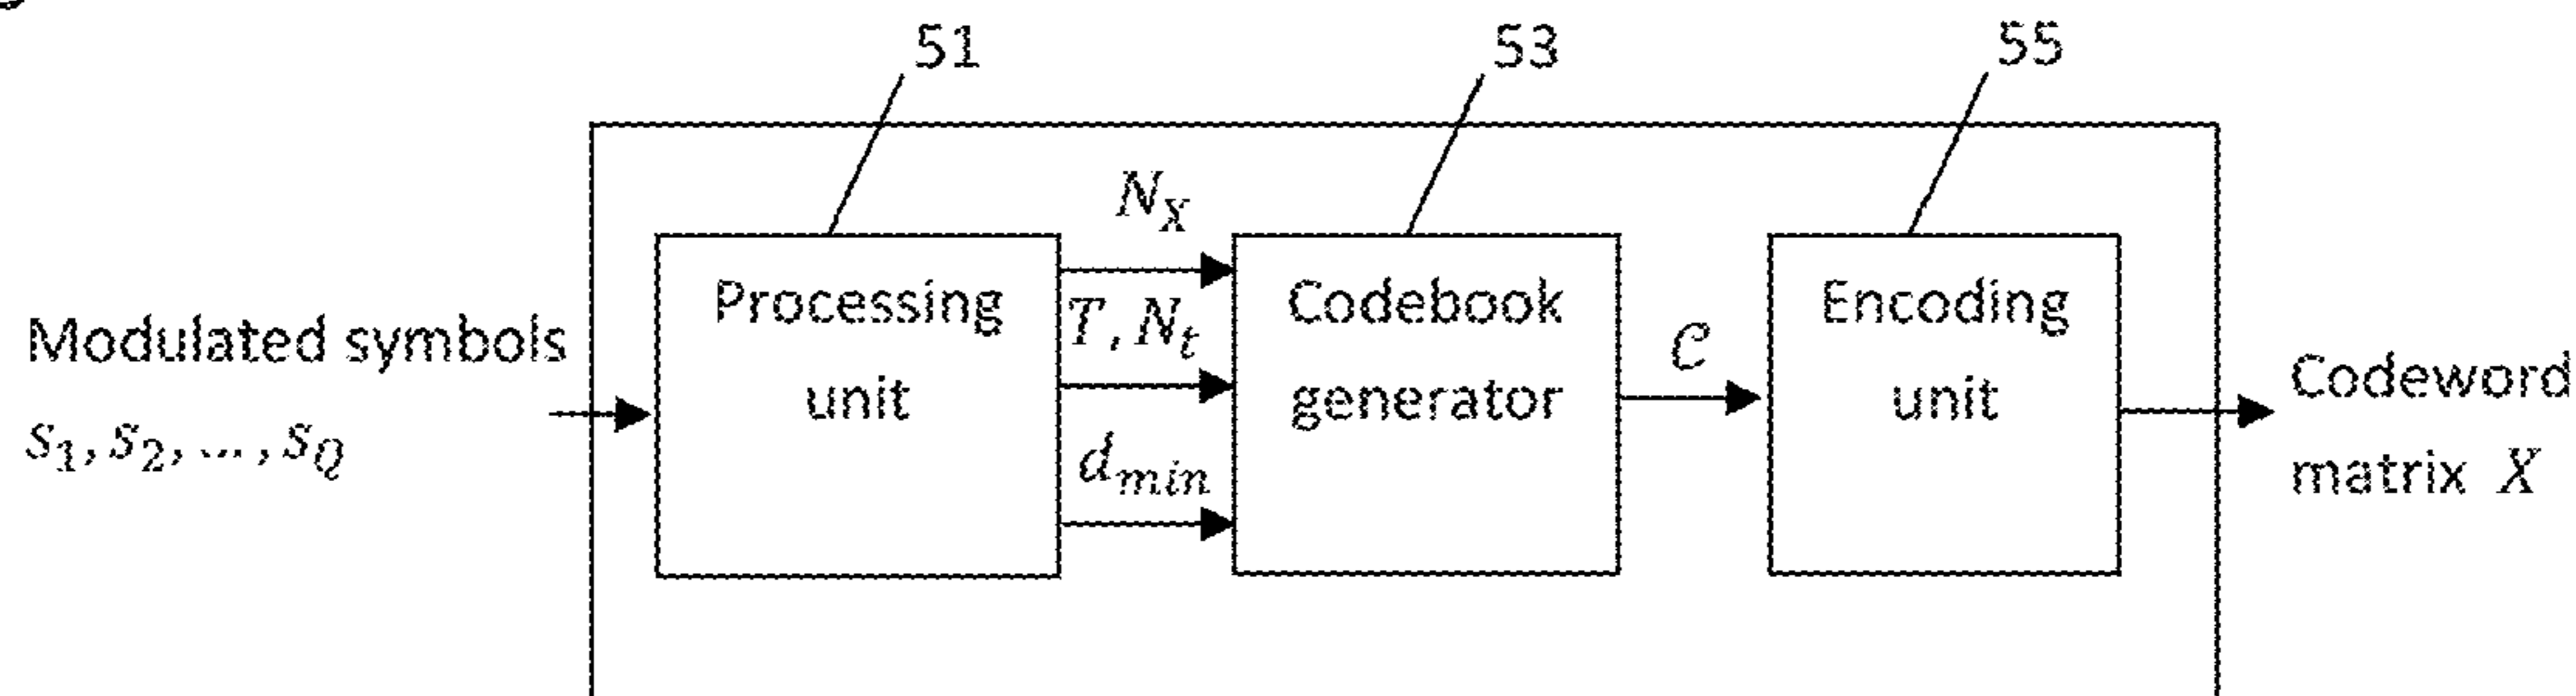 51
53
55
N_X
Processing
unit
T, N_t
d_min
Codebook
generator
𝒞
Encoding
unit
Modulated symbols
s_1, s_2, ..., s_Q
Codeword
matrix X